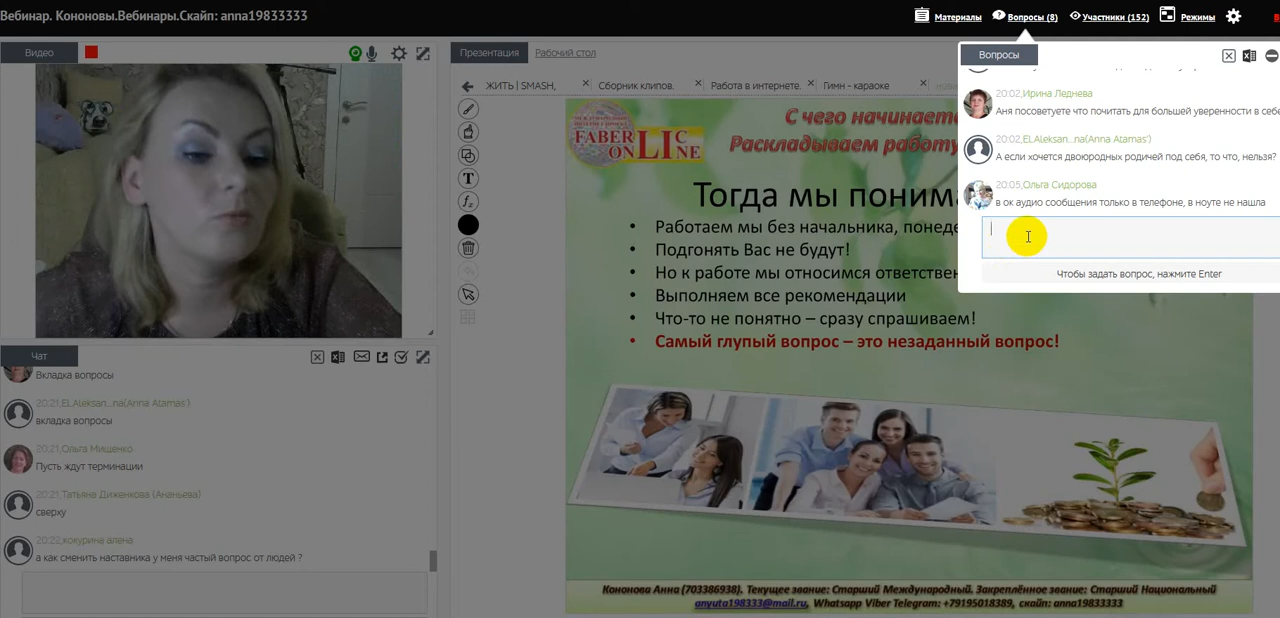 Вебинар. Кононовы.Вебинары.Скайп: anna19833333
Материалы
Вопросы (8)
Участники (152)
Режимы
Видео
Презентация
Рабочий стол
Вопросы
ЖИТЬ | SMASH,
Сборник клипов.
Работа в интернете.
Гимн - караоке
20:02,Ирина Леднева
Аня посоветуете что почитать для большей уверенности в себе
20:02,ELAleksan...na(Anna Atamas')
А если хочется двоюродных родичей под себя, то что, нельзя?
20:05,Ольга Сидорова
в ок аудио сообщения только в телефоне, в ноуте не нашла
Чтобы задать вопрос, нажмите Enter
FABERLIC
ONLINE
С чего начинается
Раскладываем работу
Тогда мы поним
• Работаем мы без начальника, понеде
• Подгонять Вас не будут!
• Но к работе мы относимся ответствен
• Выполняем все рекомендации
• Что-то не понятно – сразу спрашиваем!
• Самый глупый вопрос – это незаданный вопрос!
Кононова Анна (703386938). Текущее звание: Старший Международный. Закреплённое звание: Старший Национальный
anyuta198333@mail.ru, Whatsapp Viber Telegram: +79195018389, скайп: anna19833333
Чат
Вкладка вопросы
20:21,ELAleksan...na(Anna Atamas')
вкладка вопросы
20:21,Ольга Мищенко
Пусть ждут терминации
20:21,Татьяна Диженкова (Ананьева)
сверху
20:22,кокурина алена
а как сменить наставника у меня частый вопрос от людей ?